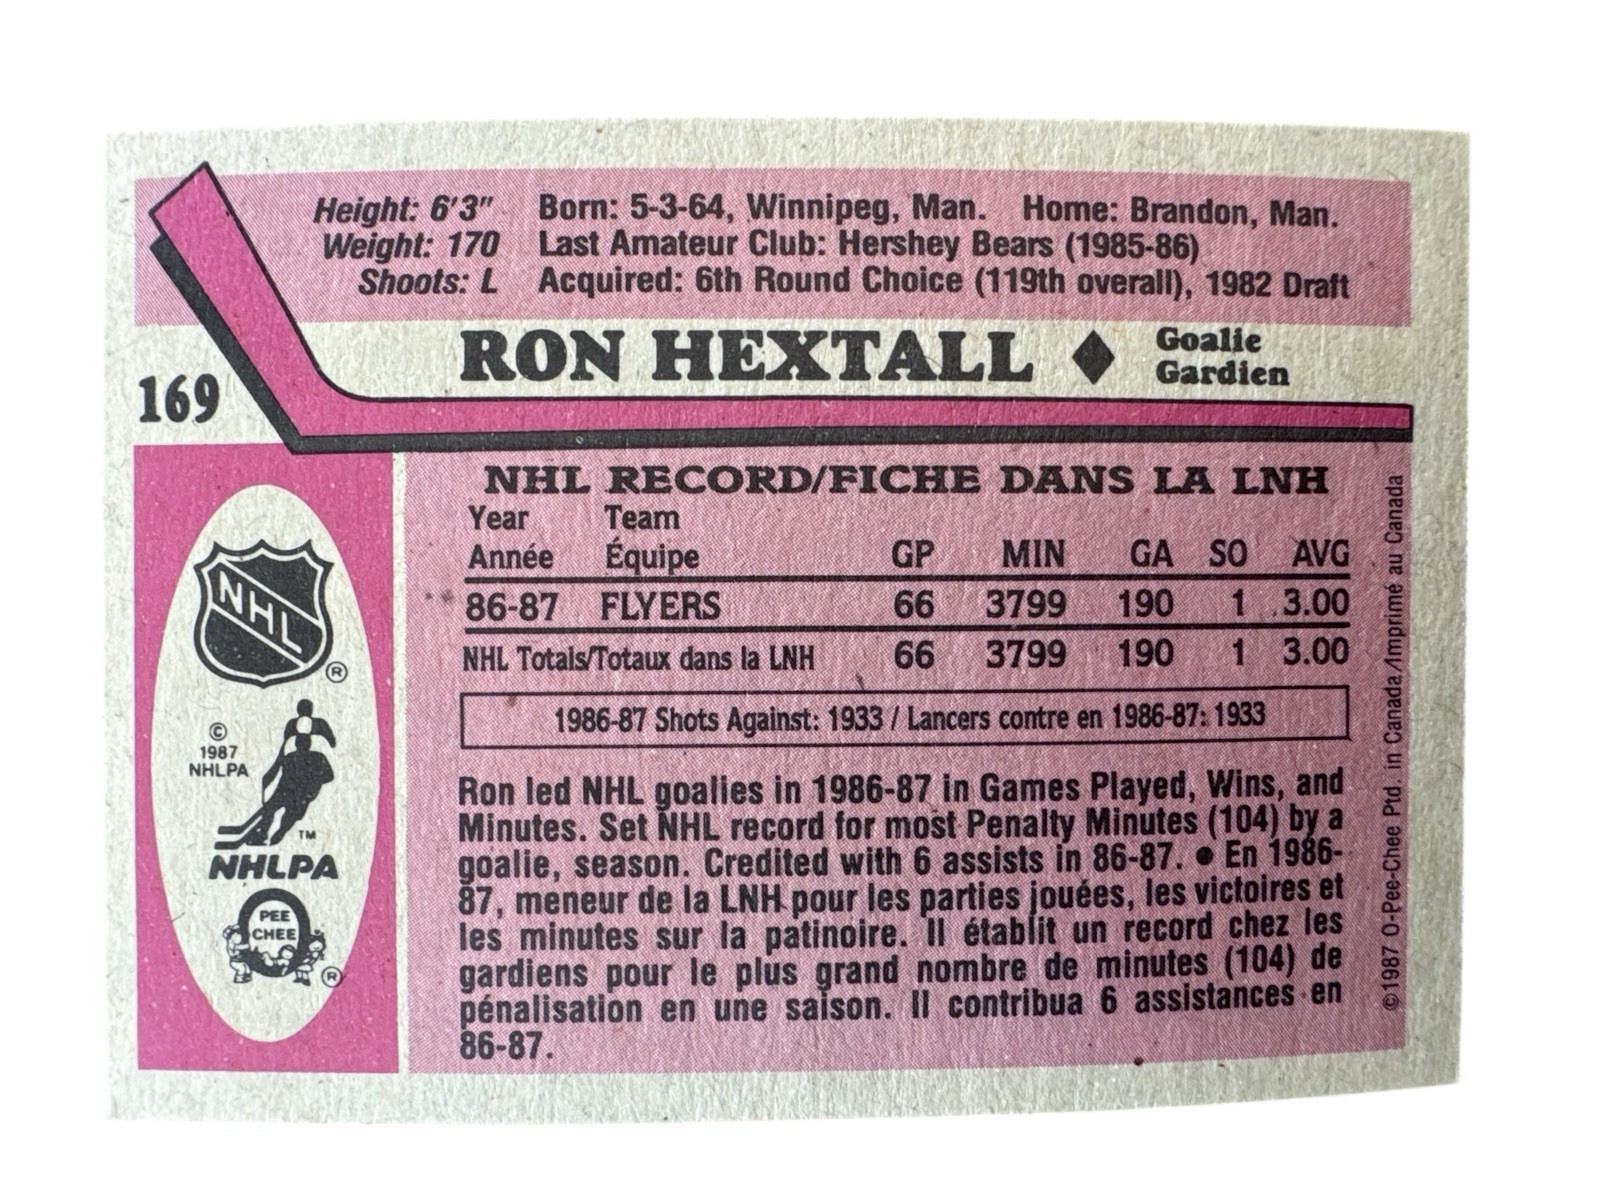 Height: 6'3" Born: 5-3-64, Winnipeg, Man. Home: Brandon, Man.
Weight: 170 Last Amateur Club: Hershey Bears (1985-86)
Shoots: L Acquired: 6th Round Choice (119th overall), 1982 Draft
RON HEXTALL ♦ Goalie
Gardien
169
NHL RECORD/FICHE DANS LA LNH
Year Team
Année Équipe GP MIN GA SO AVG
86-87 FLYERS 66 3799 190 1 3.00
NHL Totals/Totaux dans la LNH 66 3799 190 1 3.00
1986-87 Shots Against: 1933 / Lancers contre en 1986-87: 1933
Ron led NHL goalies in 1986-87 in Games Played, Wins, and
Minutes. Set NHL record for most Penalty Minutes (104) by a
goalie, season. Credited with 6 assists in 86-87. ● En 1986-
87, meneur de la LNH pour les parties jouées, les victoires et
les minutes sur la patinoire. Il établit un record chez les
gardiens pour le plus grand nombre de minutes (104) de
pénalisation en une saison. Il contribua 6 assistances en
86-87.
NHL
®
©
1987
NHLPA
TM
NHLPA
PEE
CHEE
®
©1987 O-Pee-Chee Ptd. in Canada/Imprimé au Canada